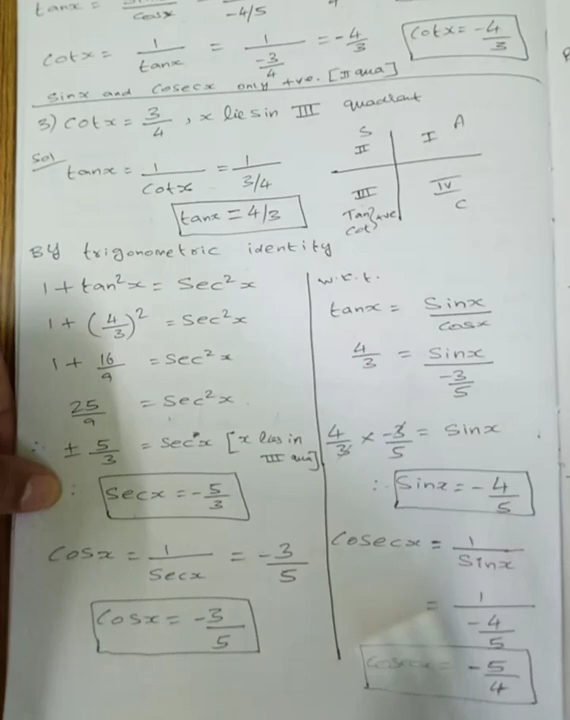 tanx = / cosx -4/5
cotx = 1/tanx = 1/(-3/4) = -4/3 cotx = -4/3
Sinx and Cosecx only +ve. [II qua]
3) Cotx = 3/4, x lies in III quadrant
Sol
tanx = 1/Cotx = 1/(3/4)
tanx = 4/3
S II I A
III IV
Tan } +ve C
Cot
By trigonometric identity
1 + tan²x = Sec²x
1 + (4/3)² = Sec²x
1 + 16/9 = Sec²x
25/9 = Sec²x
∴ ± 5/3 = Secx [x lies in III qua]
∴ Secx = -5/3
Cosx = 1/Secx = -3/5
Cosx = -3/5
w.k.t.
tanx = Sinx/cosx
4/3 = Sinx/(-3/5)
4/3 × -3/5 = Sinx
∴ Sinx = -4/5
Cosecx = 1/Sinx
= 1/(-4/5)
Cosecx = -5/4